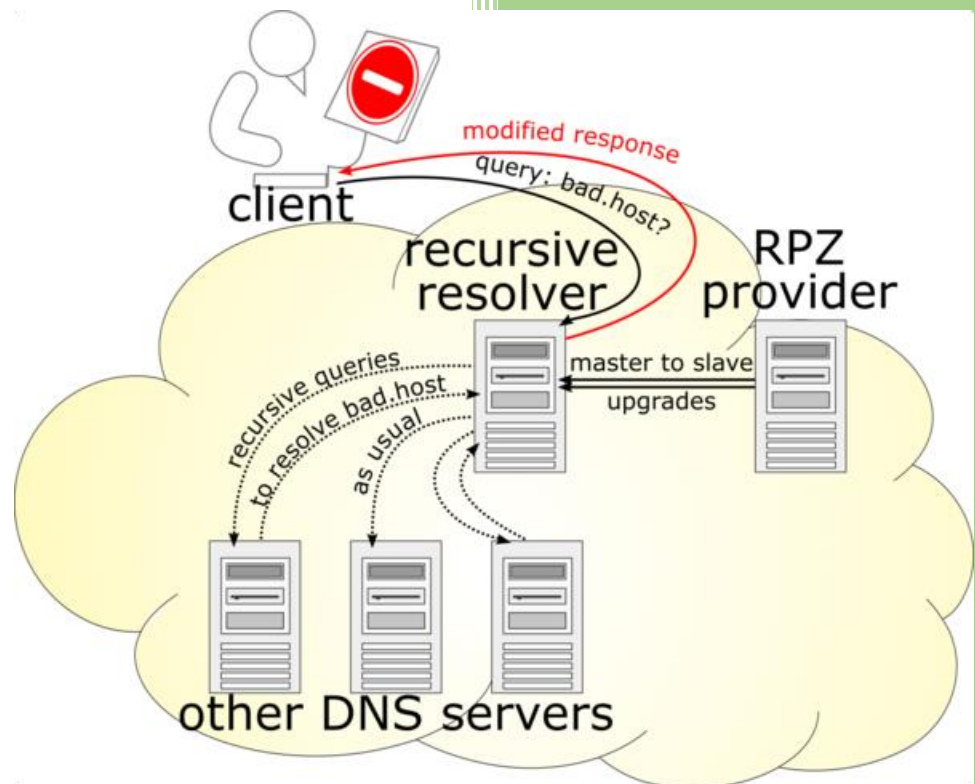 modified response
query: bad.host?
client
recursive
resolver
RPZ
provider
master to slave
upgrades
recursive queries
to resolve bad.host
as usual
other DNS servers